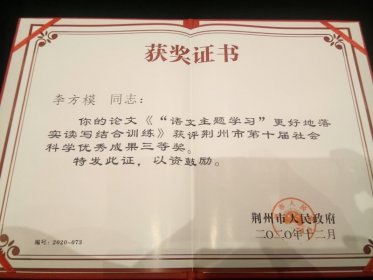 获奖证书
李方模 同志：
你的论文《“语文主题学习”更好地落
实读写结合训练》获评荆州市第十届社会
科学优秀成果三等奖。
特发此证，以资鼓励。
荆州市人民政府
二〇二〇年十二月
编号：2020-073